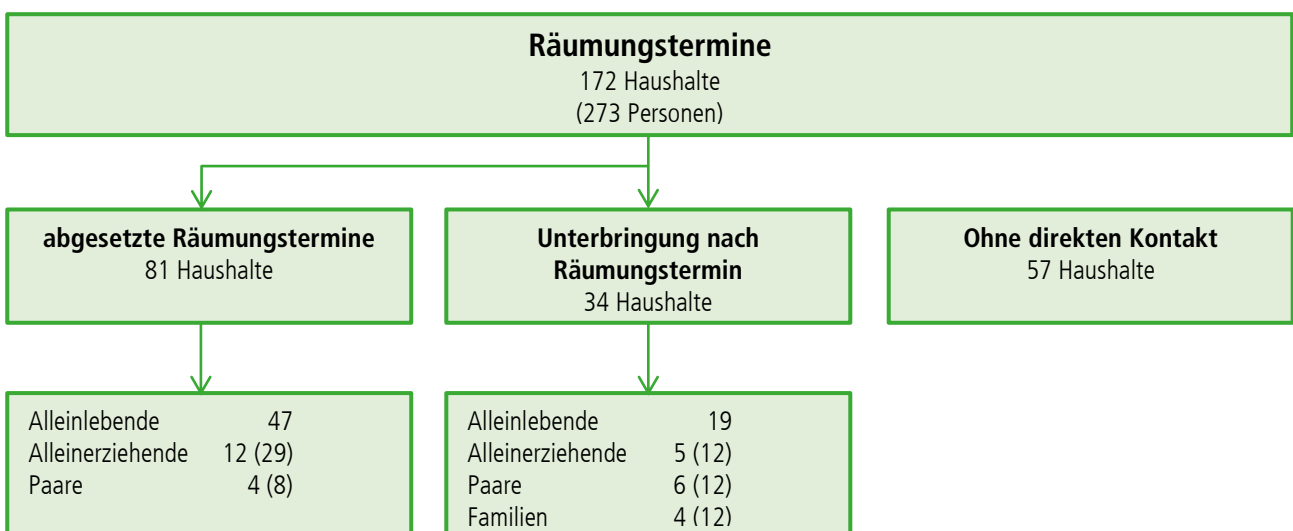 Räumungstermine
172 Haushalte
(273 Personen)
abgesetzte Räumungstermine
81 Haushalte
Unterbringung nach
Räumungstermin
34 Haushalte
Ohne direkten Kontakt
57 Haushalte
Alleinlebende 47
Alleinerziehende 12 (29)
Paare 4 (8)
Alleinlebende 19
Alleinerziehende 5 (12)
Paare 6 (12)
Familien 4 (12)